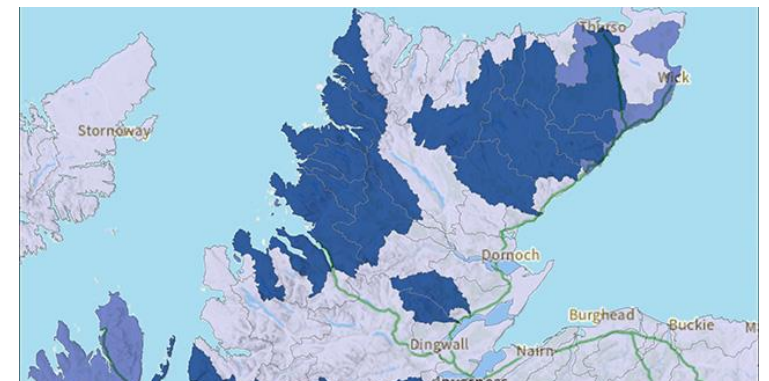 Thurso
Wick
Stornoway
Dornoch
Burghead
Buckie
Dingwall
Nairn